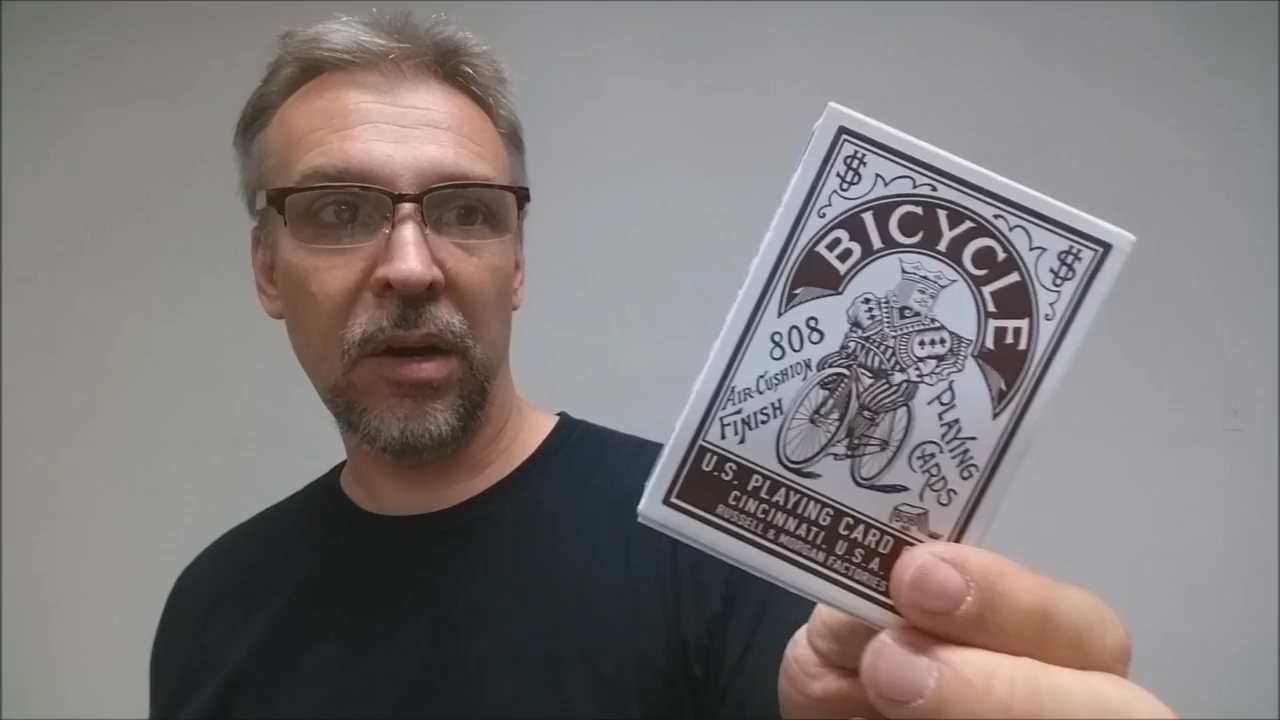 $ $
BICYCLE
808
AIR-CUSHION
FINISH
PLAYING
CARDS
U.S. PLAYING CARD
CINCINNATI, U.S.A.
RUSSELL & MORGAN FACTORIES